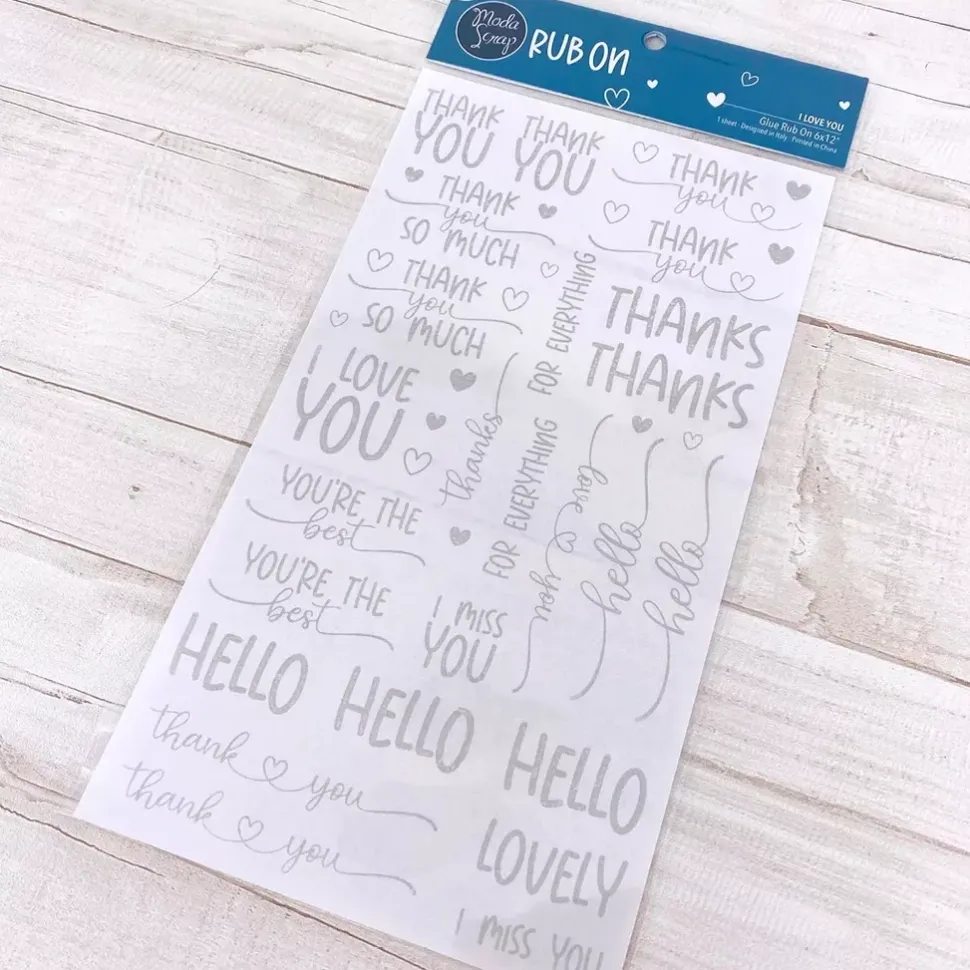 Moda
Scrap
RUB ON
I LOVE YOU
Glue Rub On 6x12"
1 sheet - Designed in Italy - Printed in China
THANK
YOU
THANK
YOU
THANK
you
THANK
you
SO MUCH
THANK
you
THANK
you
SO MUCH
FOR EVERYTHING
THANKS
THANKS
I LOVE
YOU
thanks
FOR EVERYTHING
love you
hello
hello
YOU'RE THE
best
YOU'RE THE
best
I MISS
YOU
HELLO
HELLO
HELLO
thank you
thank you
LOVELY
I MISS YOU